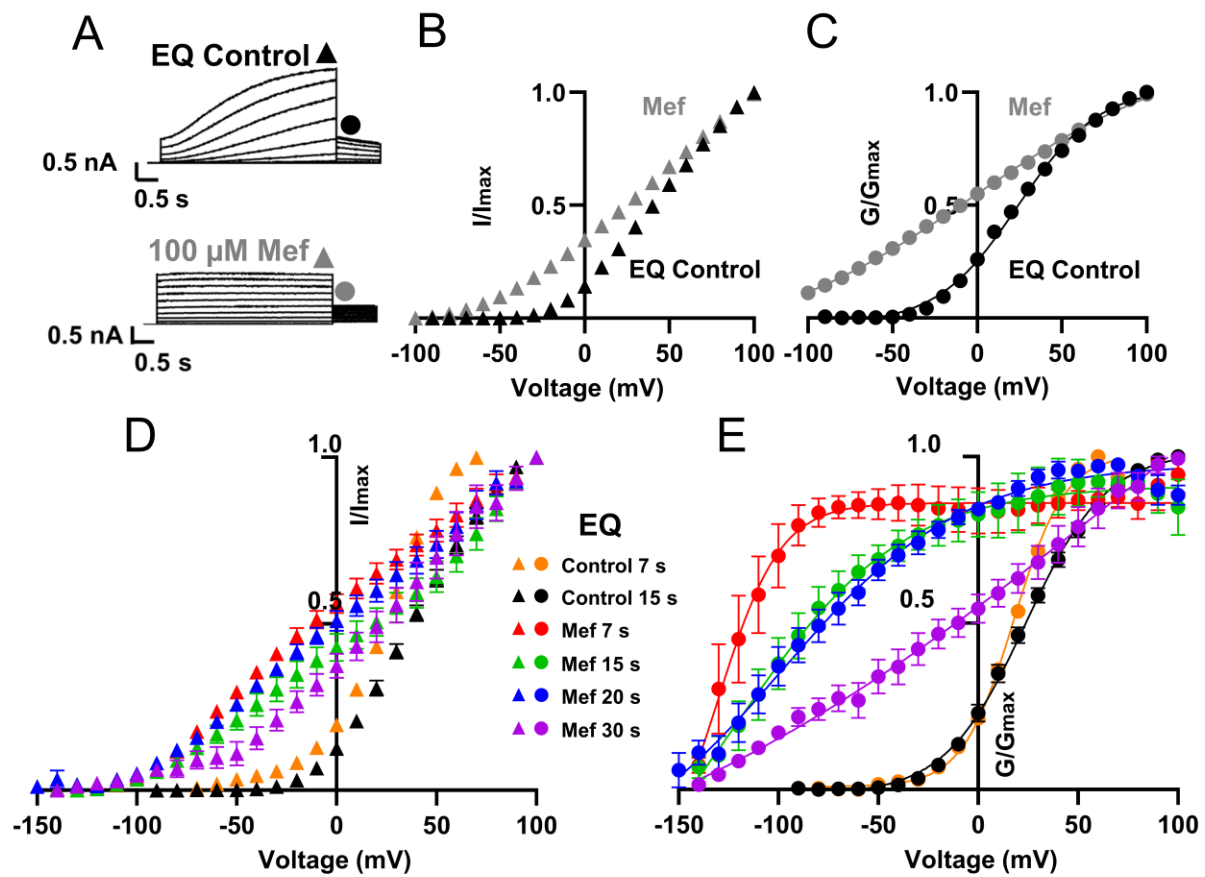 A
EQ Control
0.5 nA
0.5 s
100 µM Mef
0.5 nA
0.5 s
B
1.0
Mef
I/Imax
0.5
EQ Control
-100 -50 0 50 100
Voltage (mV)
C
1.0
Mef
G/Gmax
0.5
EQ Control
-100 -50 0 50 100
Voltage (mV)
D
1.0
I/Imax
0.5
-150 -100 -50 0 50 100
Voltage (mV)
EQ
Control 7 s
Control 15 s
Mef 7 s
Mef 15 s
Mef 20 s
Mef 30 s
E
1.0
0.5
G/Gmax
-150 -100 -50 0 50 100
Voltage (mV)